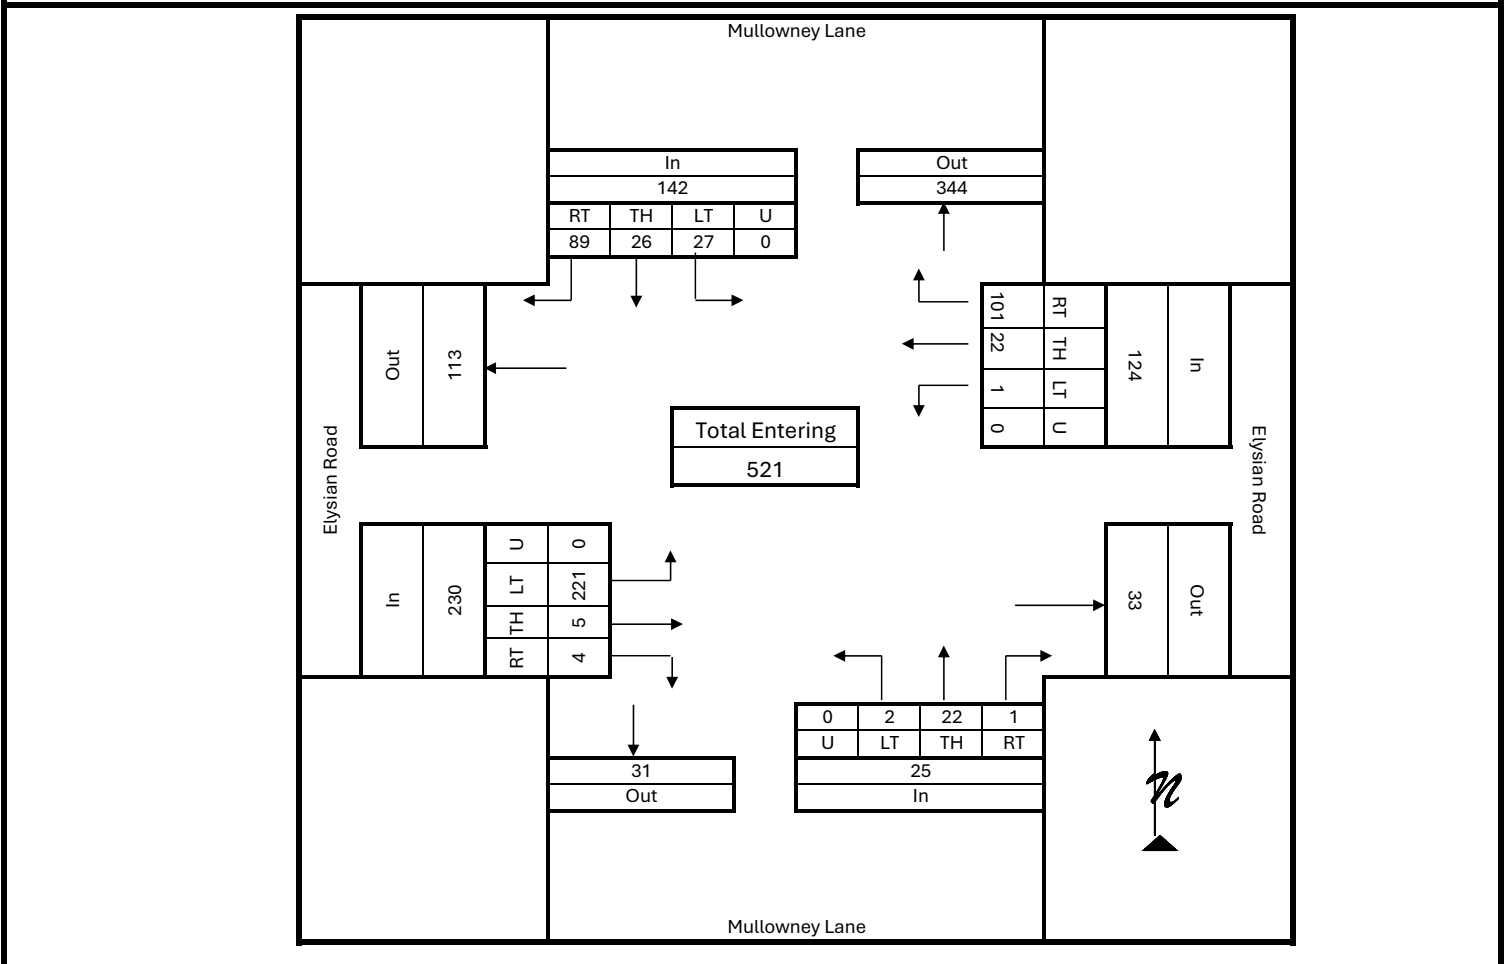 Mullowney Lane
In
142
RT TH LT U
89 26 27 0
Out
344
Elysian Road
Out
113
101 RT
22 TH
1 LT
0 U
124
In
Elysian Road
Total Entering
521
In
230
U 0
LT 221
TH 5
RT 4
33
Out
0 2 22 1
U LT TH RT
25
In
31
Out
N
Mullowney Lane